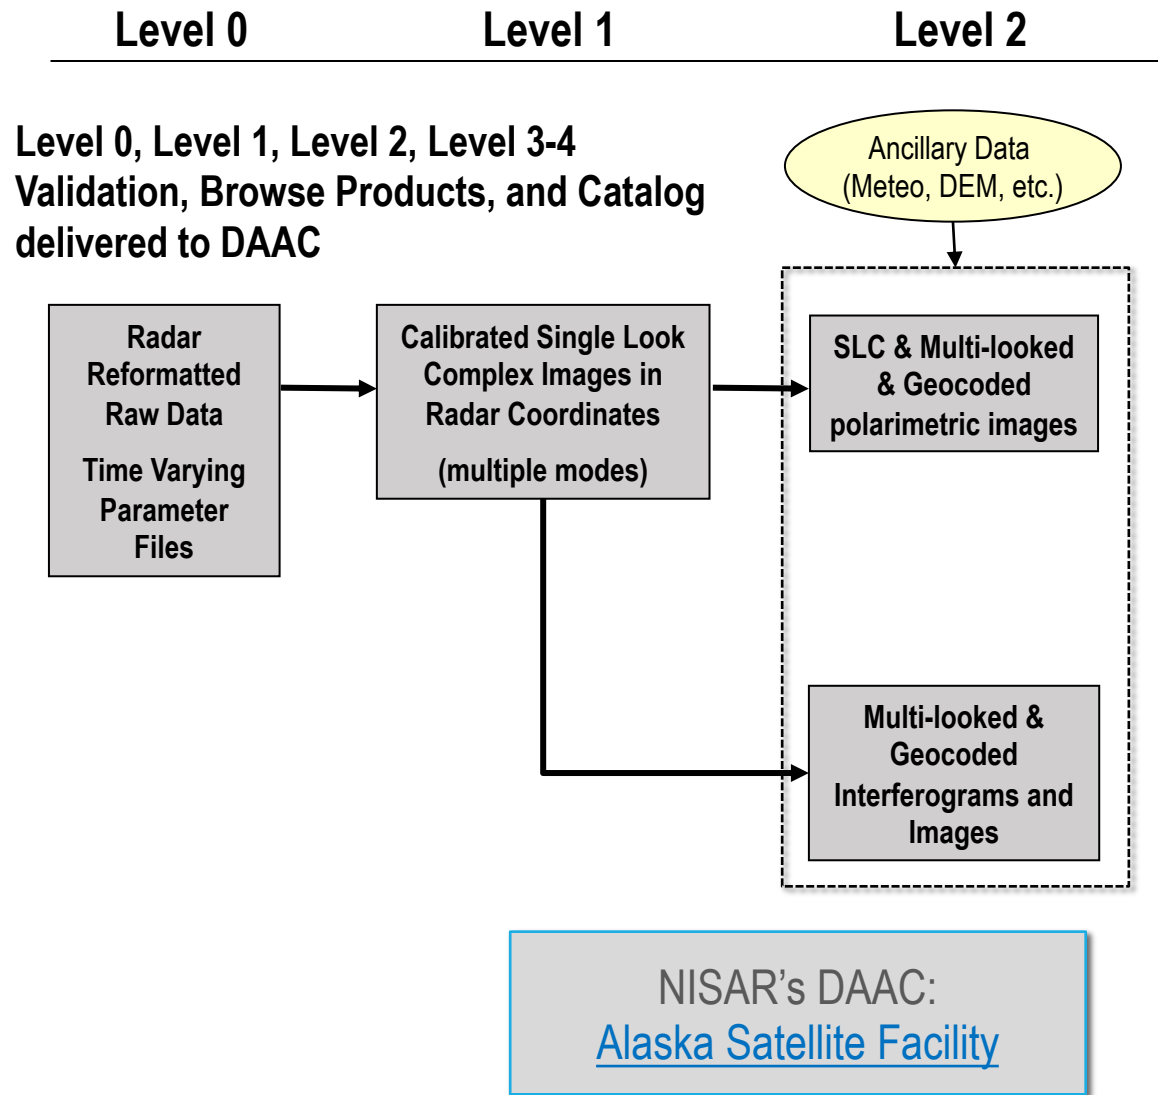 Level 0
Level 1
Level 2
Level 0, Level 1, Level 2, Level 3-4
Validation, Browse Products, and Catalog
delivered to DAAC
Ancillary Data
(Meteo, DEM, etc.)
Radar
Reformatted
Raw Data
Time Varying
Parameter
Files
Calibrated Single Look
Complex Images in
Radar Coordinates
(multiple modes)
SLC & Multi-looked
& Geocoded
polarimetric images
Multi-looked &
Geocoded
Interferograms and
Images
NISAR’s DAAC:
Alaska Satellite Facility